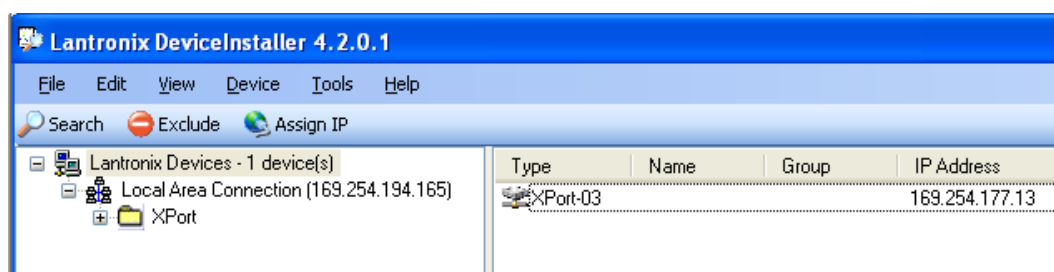 Lantronix DeviceInstaller 4.2.0.1
File Edit View Device Tools Help
Search Exclude Assign IP
Lantronix Devices - 1 device(s)
Local Area Connection (169.254.194.165)
XPort
Type Name Group IP Address
XPort-03 169.254.177.13